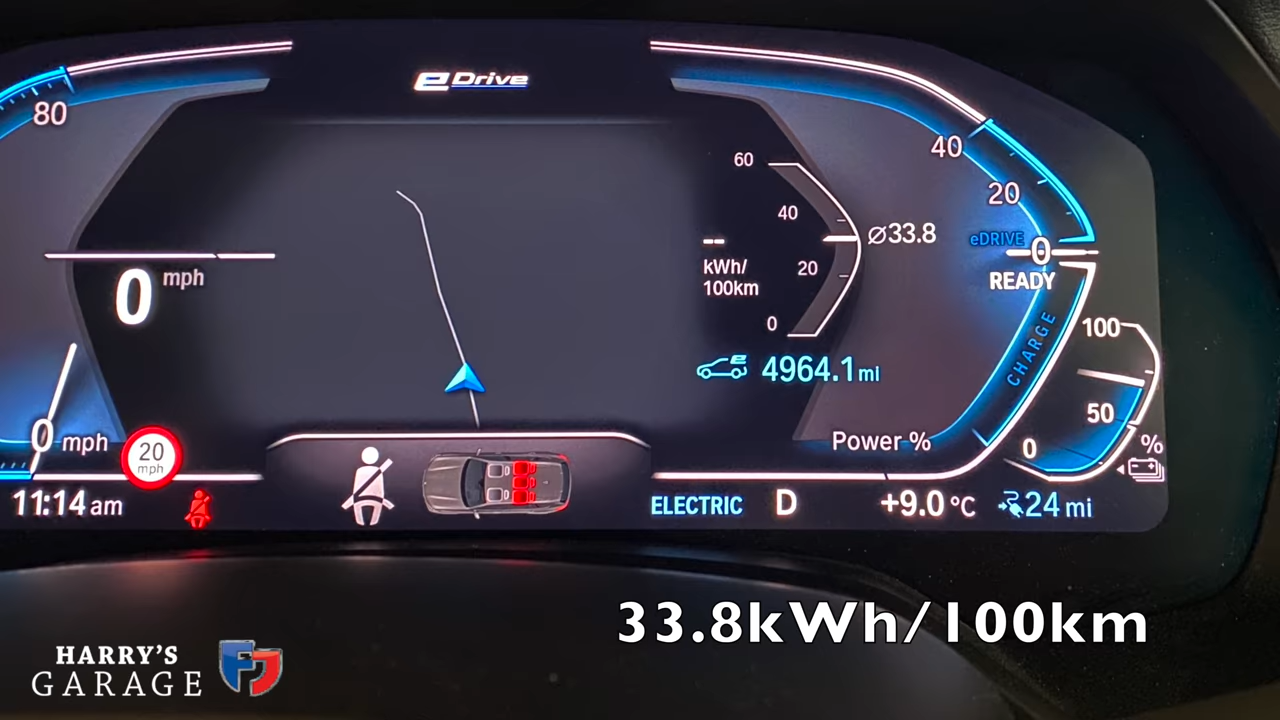 eDrive
80
40
60
20
40
Ø33.8
eDRIVE
0
--
kWh/
100km
20
READY
0
mph
0
CHARGE
100
4964.1 mi
50
0 mph
20
mph
Power %
0
%
11:14 am
ELECTRIC
D
+9.0 °C
24 mi
33.8kWh/100km
HARRY'S
GARAGE